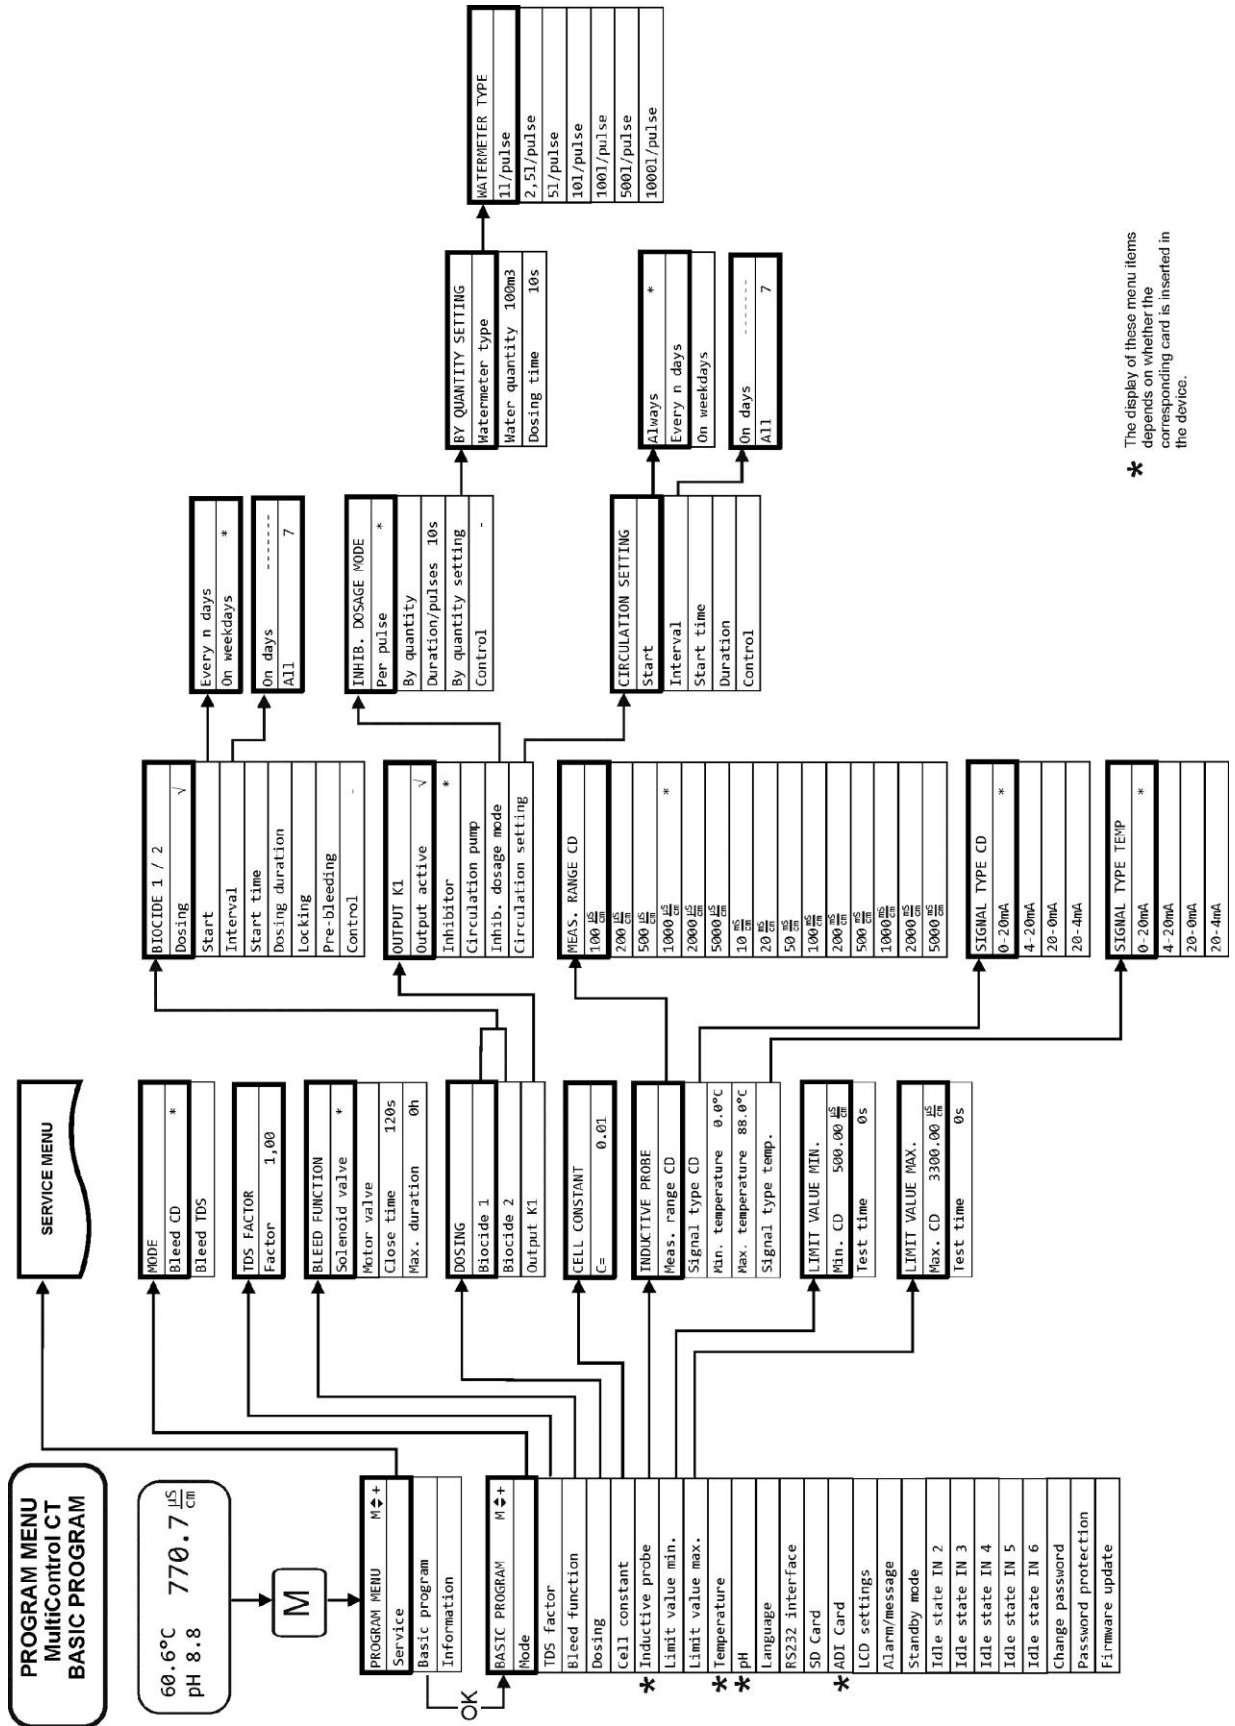 PROGRAM MENU
MultiControl CT
BASIC PROGRAM
60.6°C 770.7 µS/cm
pH 8.8
M
PROGRAM MENU M+
Service
Basic program
Information
OK
BASIC PROGRAM M+
Mode
TDS factor
Bleed function
Dosing
Cell constant
* Inductive probe
Limit value min.
Limit value max.
* Temperature
* pH
Language
RS232 interface
SD Card
* ADI Card
LCD settings
Alarm/message
Standby mode
Idle state IN 2
Idle state IN 3
Idle state IN 4
Idle state IN 5
Idle state IN 6
Change password
Password protection
Firmware update
SERVICE MENU
MODE
Bleed CD *
Bleed TDS
TDS FACTOR
Factor 1,00
BLEED FUNCTION
Solenoid valve *
Motor valve
Close time 120s
Max. duration 0h
DOSING
Biocide 1
Biocide 2
Output K1
CELL CONSTANT
C= 0.01
INDUCTIVE PROBE
Meas. range CD
Signal type CD
Min. temperature 0.0°C
Max. temperature 88.0°C
Signal type temp.
LIMIT VALUE MIN.
Min. CD 500.00 µS/cm
Test time 0s
LIMIT VALUE MAX.
Max. CD 3300.00 µS/cm
Test time 0s
BIOCIDE 1 / 2
Dosing √
Start
Interval
Start time
Dosing duration
Locking
Pre-bleeding
Control -
OUTPUT K1
Output active √
Inhibitor *
Circulation pump
Inhib. dosage mode
Circulation setting
MEAS. RANGE CD
100 µS/cm
200 µS/cm
500 µS/cm
1000 µS/cm *
2000 µS/cm
5000 µS/cm
10 mS/cm
20 mS/cm
50 mS/cm
100 mS/cm
200 mS/cm
500 mS/cm
1000 mS/cm
2000 mS/cm
5000 mS/cm
SIGNAL TYPE CD
0-20mA *
4-20mA
20-0mA
20-4mA
SIGNAL TYPE TEMP
0-20mA *
4-20mA
20-0mA
20-4mA
Every n days
On weekdays *
On days -------
All 7
INHIB. DOSAGE MODE
Per pulse *
By quantity
Duration/pulses 10s
By quantity setting
Control -
CIRCULATION SETTING
Start
Interval
Start time
Duration
Control
BY QUANTITY SETTING
Watermeter type
Water quantity 100m3
Dosing time 10s
Always *
Every n days
On weekdays
On days -------
All 7
WATERMETER TYPE
1l/pulse
2,5l/pulse
5l/pulse
10l/pulse
100l/pulse
500l/pulse
1000l/pulse
* The display of these menu items
depends on whether the
corresponding card is inserted in
the device.